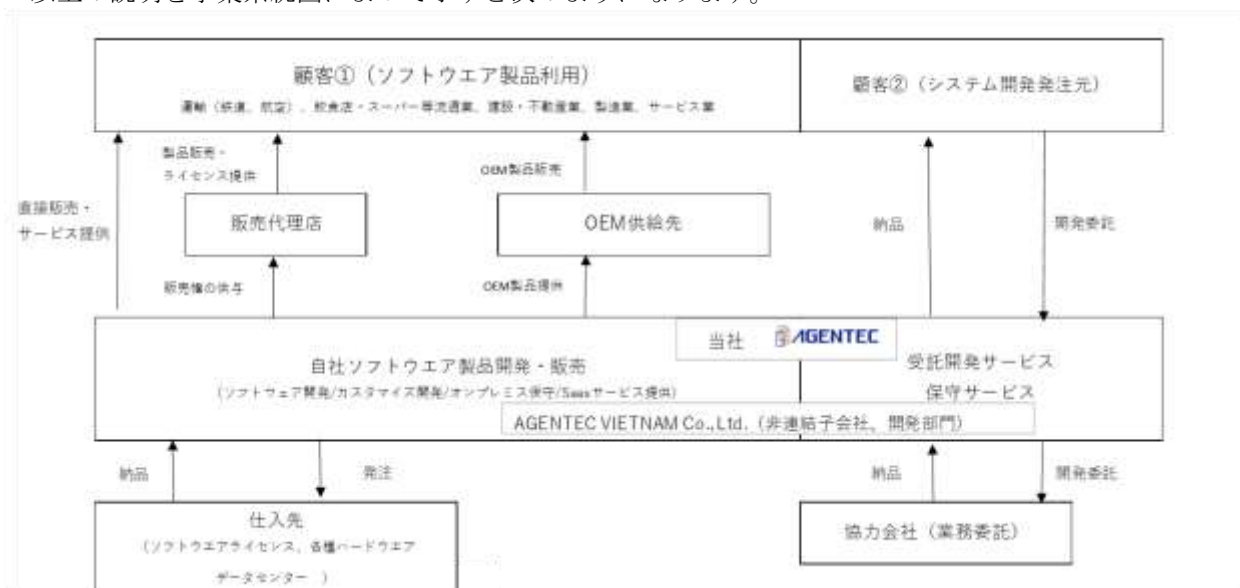 以上の説明を事業系統図によって示すと次のようになります。
顧客①（ソフトウエア製品利用）
運輸（鉄道、航空）、飲食店・スーパー等流通業、建設・不動産業、製造業、サービス業
顧客②（システム開発発注元）
製品販売・
ライセンス提供
OEM製品販売
直接販売・
サービス提供
販売代理店
OEM供給先
納品
開発委託
販売権の供与
OEM製品提供
当社 AGENTEC
自社ソフトウエア製品開発・販売
（ソフトウェア開発/カスタマイズ開発/オンプレミス保守/Saasサービス提供）
受託開発サービス
保守サービス
AGENTEC VIETNAM Co.,Ltd.（非連結子会社、開発部門）
納品
発注
納品
開発委託
仕入先
（ソフトウエアライセンス、各種ハードウエア
データセンター ）
協力会社（業務委託）